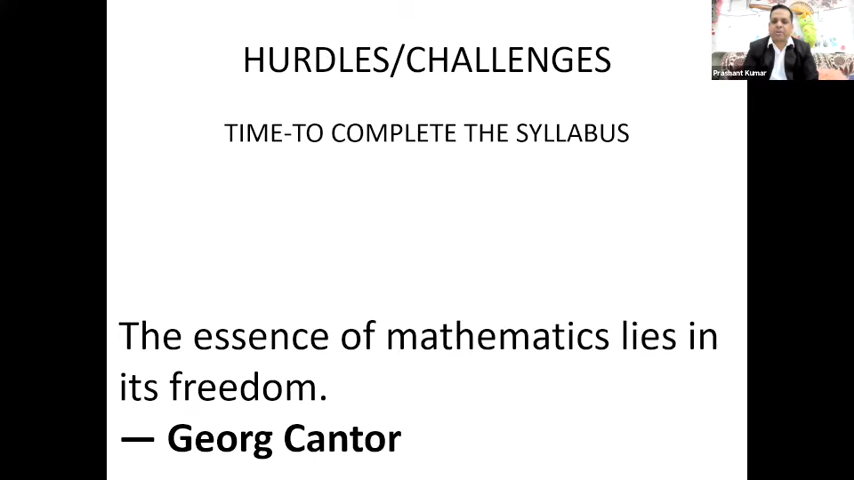 HURDLES/CHALLENGES
Prashant Kumar
TIME-TO COMPLETE THE SYLLABUS
The essence of mathematics lies in
its freedom.
— Georg Cantor